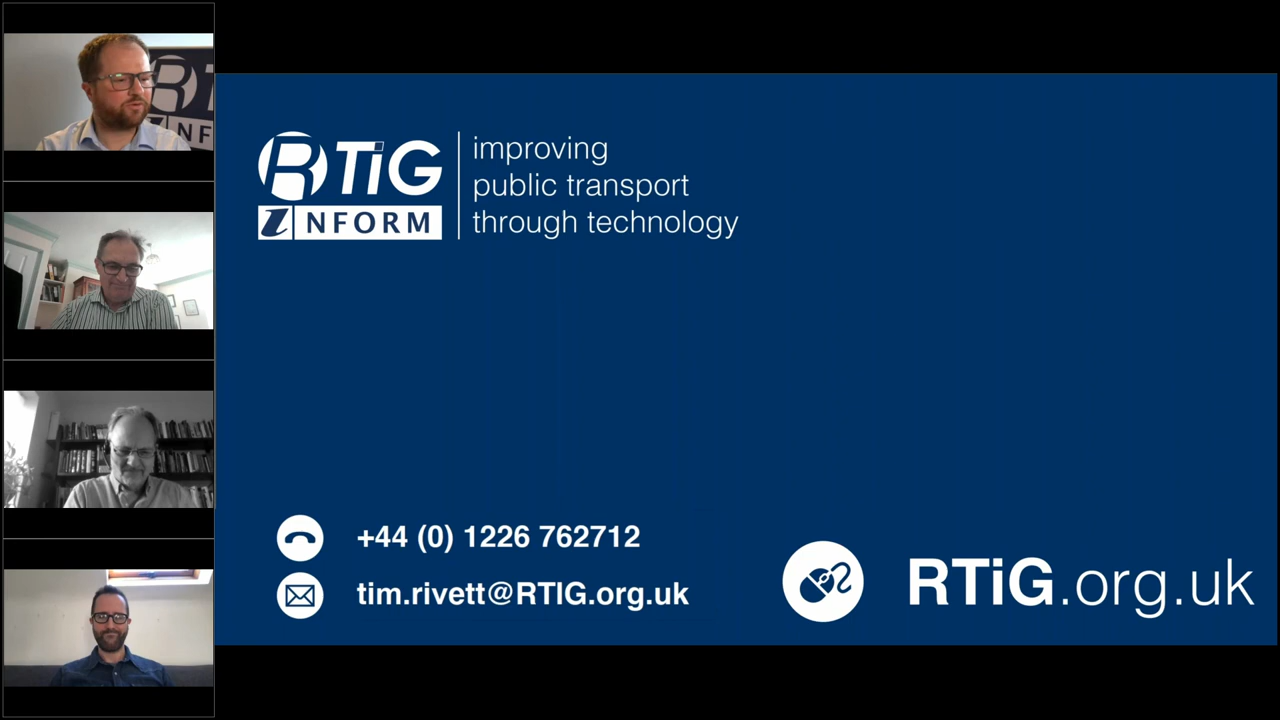 RTiG
iNFORM
improving
public transport
through technology
+44 (0) 1226 762712
tim.rivett@RTIG.org.uk
RTiG.org.uk